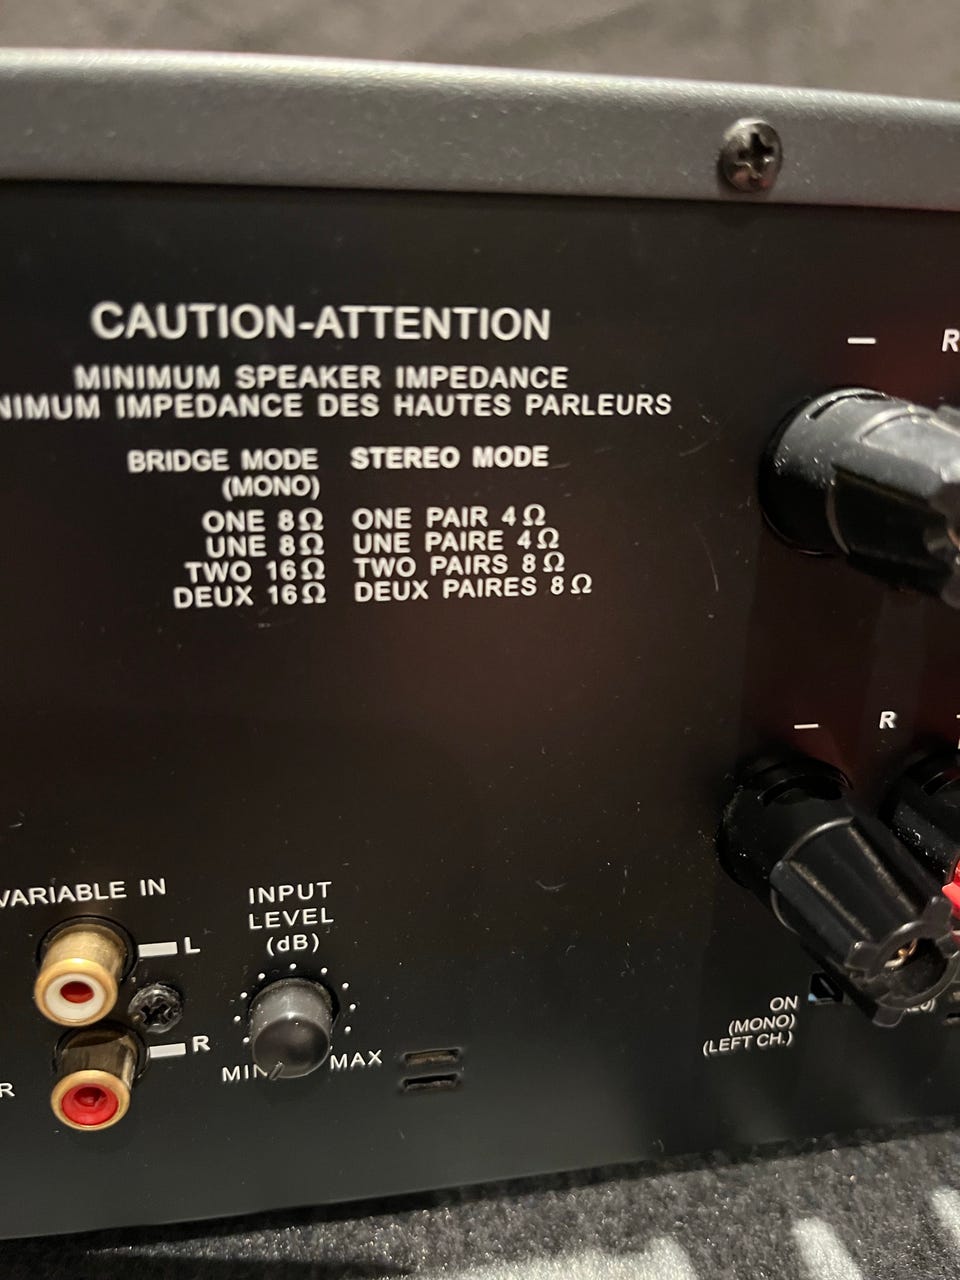 CAUTION-ATTENTION
MINIMUM SPEAKER IMPEDANCE
IMPEDANCE DES HAUTES PARLEURS
BRIDGE MODE STEREO MODE
(MONO)
ONE 8Ω ONE PAIR 4Ω
UNE 8Ω UNE PAIRE 4Ω
TWO 16Ω TWO PAIRS 8Ω
DEUX 16Ω DEUX PAIRES 8Ω
— R
— R
VARIABLE IN
L
R
R
INPUT
LEVEL
(dB)
MIN MAX
ON
(MONO)
(LEFT CH.)